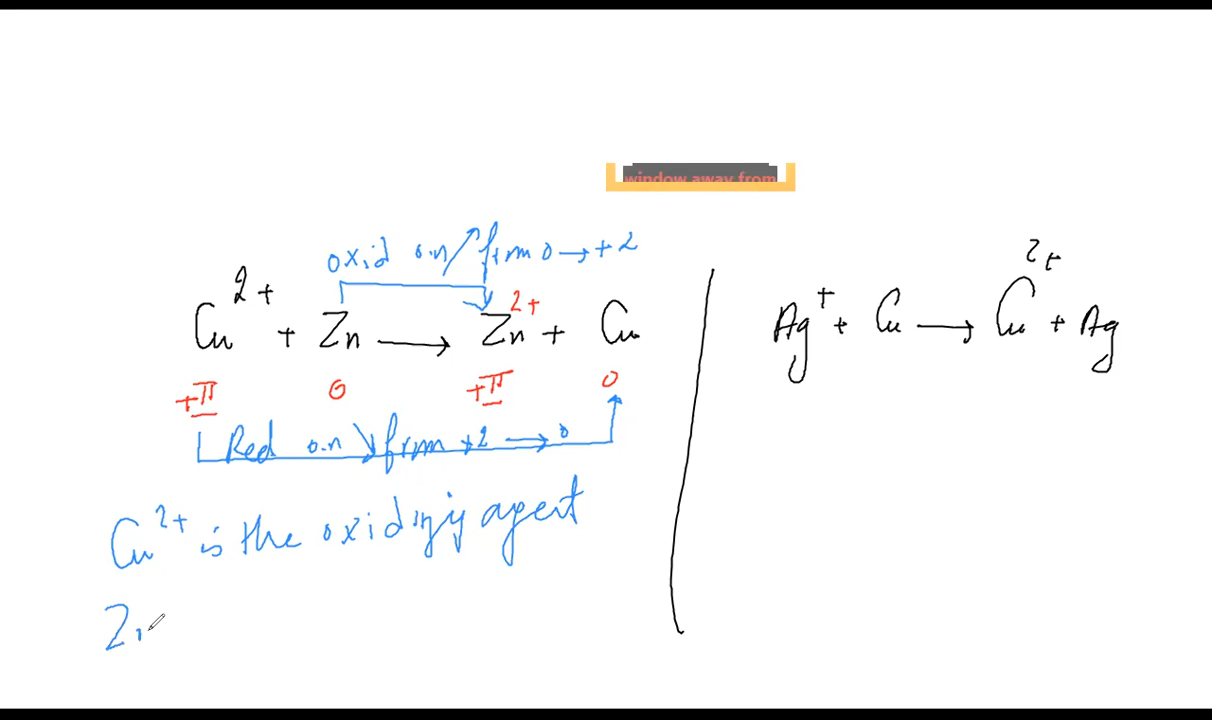 window away from
oxid o.n↗ from 0 → +2
Cu²⁺ + Zn → Zn²⁺ + Cu
+II 0 +II 0
Red o.n ↘ from +2 → 0
Cu²⁺ is the oxidizing agent
Zn
Ag⁺ + Cu → Cu²⁺ + Ag